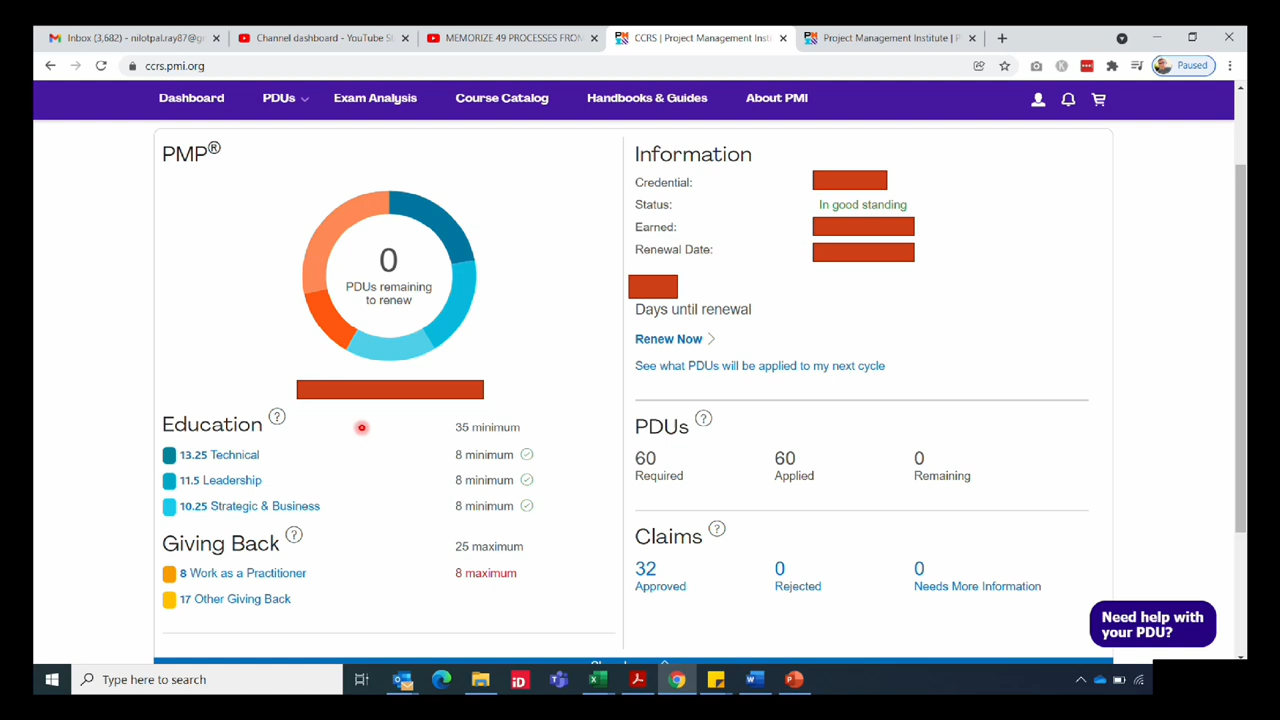 Inbox (3,682) - nilotpal.ray87@g
Channel dashboard - YouTube St
MEMORIZE 49 PROCESSES FROM
CCRS | Project Management Insti
Project Management Institute | P
ccrs.pmi.org
Paused
Dashboard PDUs Exam Analysis Course Catalog Handbooks & Guides About PMI
PMP®
0
PDUs remaining
to renew
Education ? 35 minimum
13.25 Technical 8 minimum
11.5 Leadership 8 minimum
10.25 Strategic & Business 8 minimum
Giving Back ? 25 maximum
8 Work as a Practitioner 8 maximum
17 Other Giving Back
Information
Credential:
Status: In good standing
Earned:
Renewal Date:
Days until renewal
Renew Now
See what PDUs will be applied to my next cycle
PDUs ?
60 60 0
Required Applied Remaining
Claims ?
32 0 0
Approved Rejected Needs More Information
Need help with
your PDU?
Type here to search